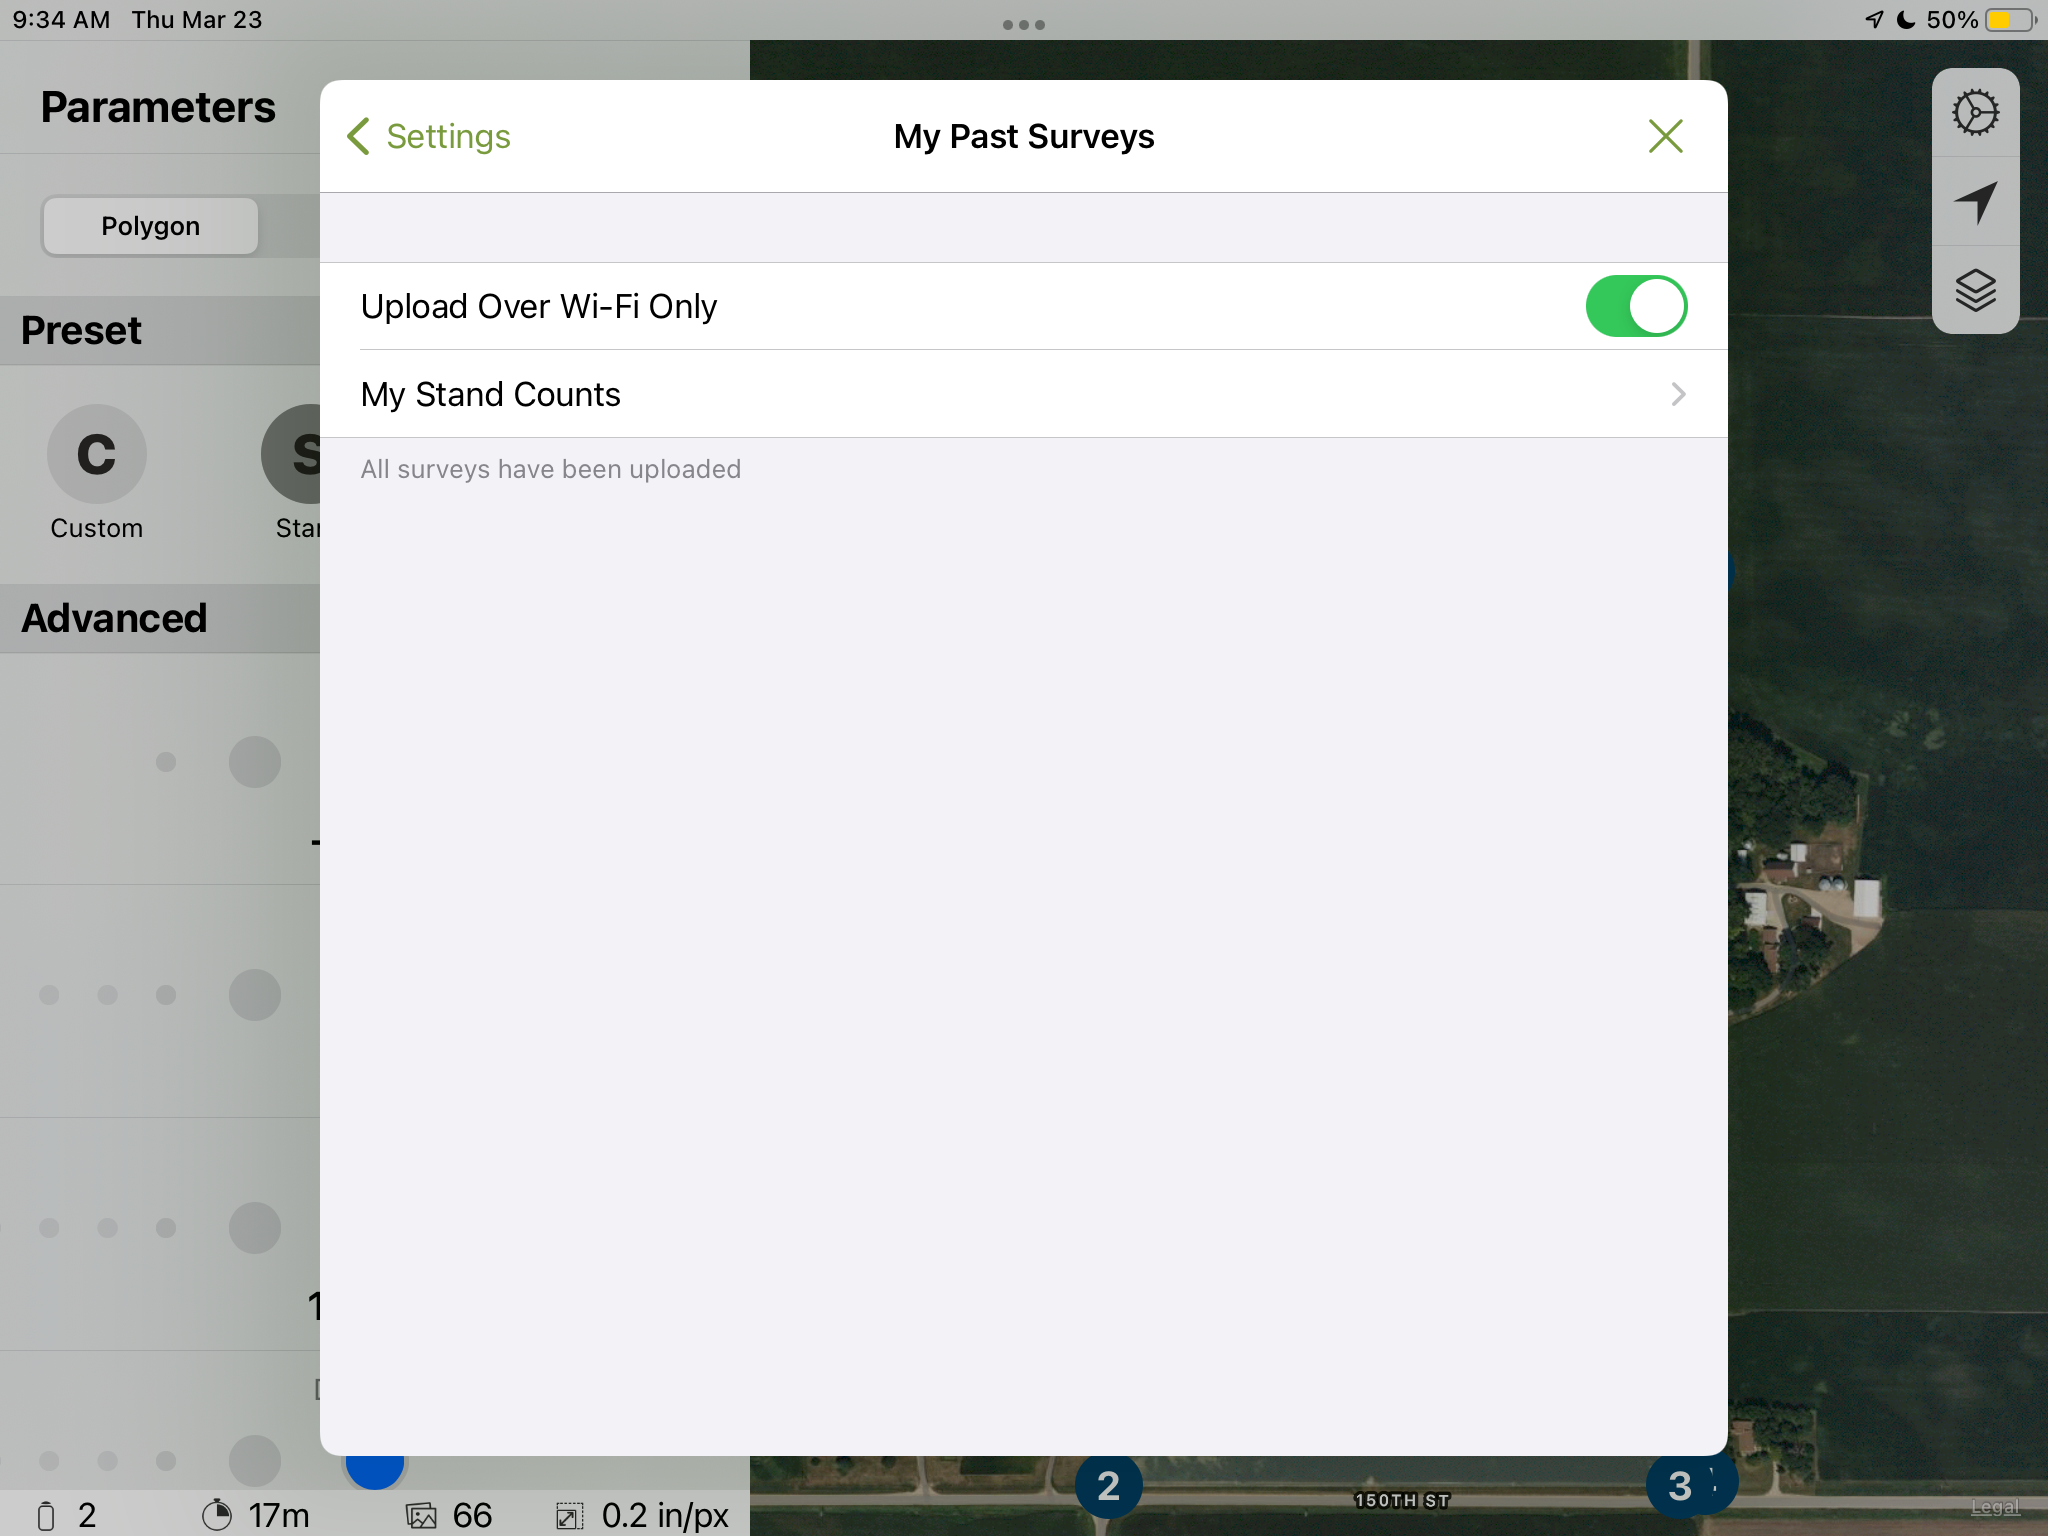 9:34 AM Thu Mar 23
50%
Parameters
Settings
My Past Surveys
Polygon
Upload Over Wi-Fi Only
Preset
My Stand Counts
All surveys have been uploaded
C
S
Custom
Advanced
2
3
150TH ST
Legal
2
17m
66
0.2 in/px